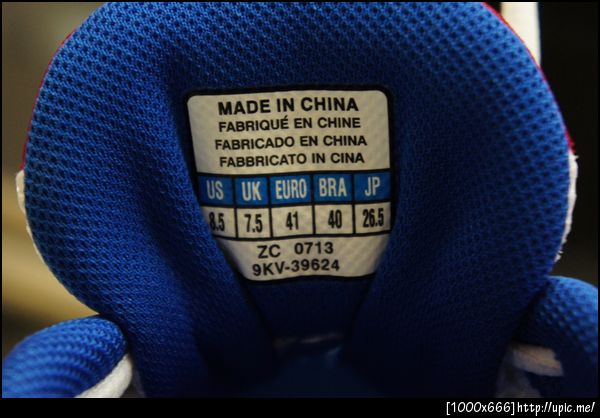 MADE IN CHINA
FABRIQUÉ EN CHINE
FABRICADO EN CHINA
FABBRICATO IN CINA
US UK EURO BRA JP
8.5 7.5 41 40 26.5
ZC 0713
9KV-39624
[1000x666]http://upic.me/